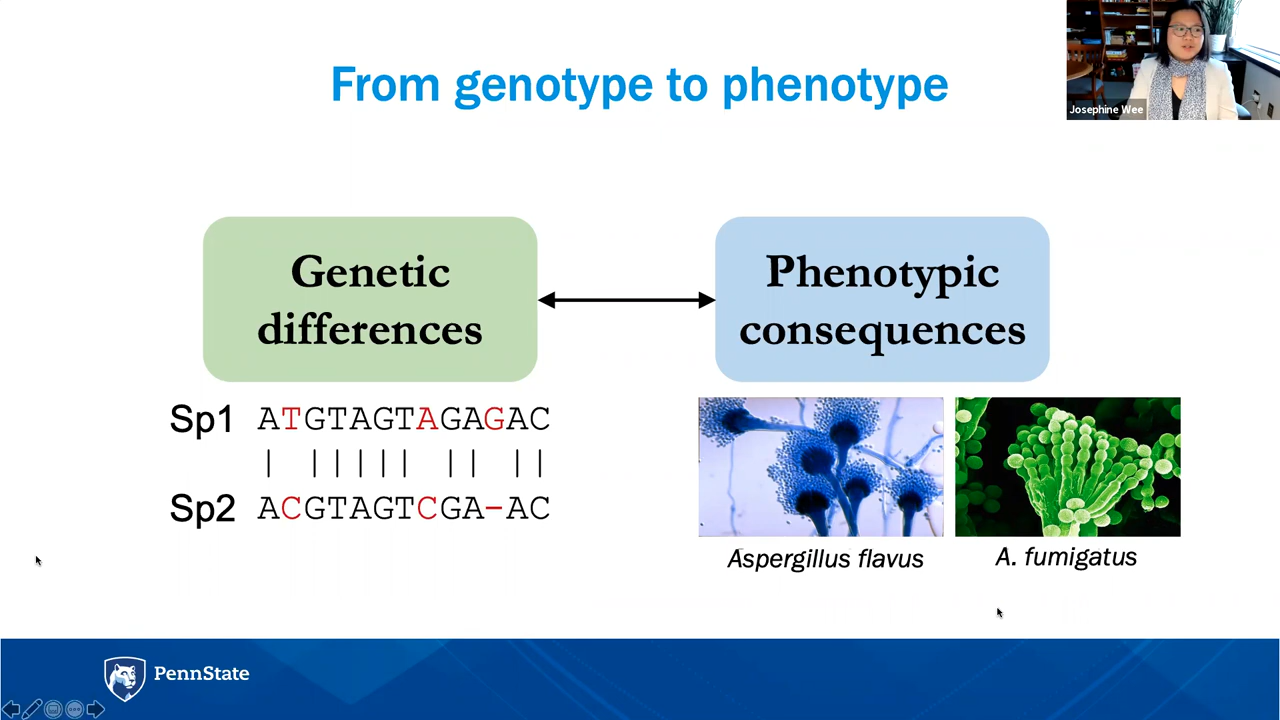 From genotype to phenotype
Josephine Wee
Genetic
differences
Phenotypic
consequences
Sp1 ATGTAGTAGAGAC
| ||||| || ||
Sp2 ACGTAGTCGA-AC
Aspergillus flavus
A. fumigatus
PennState